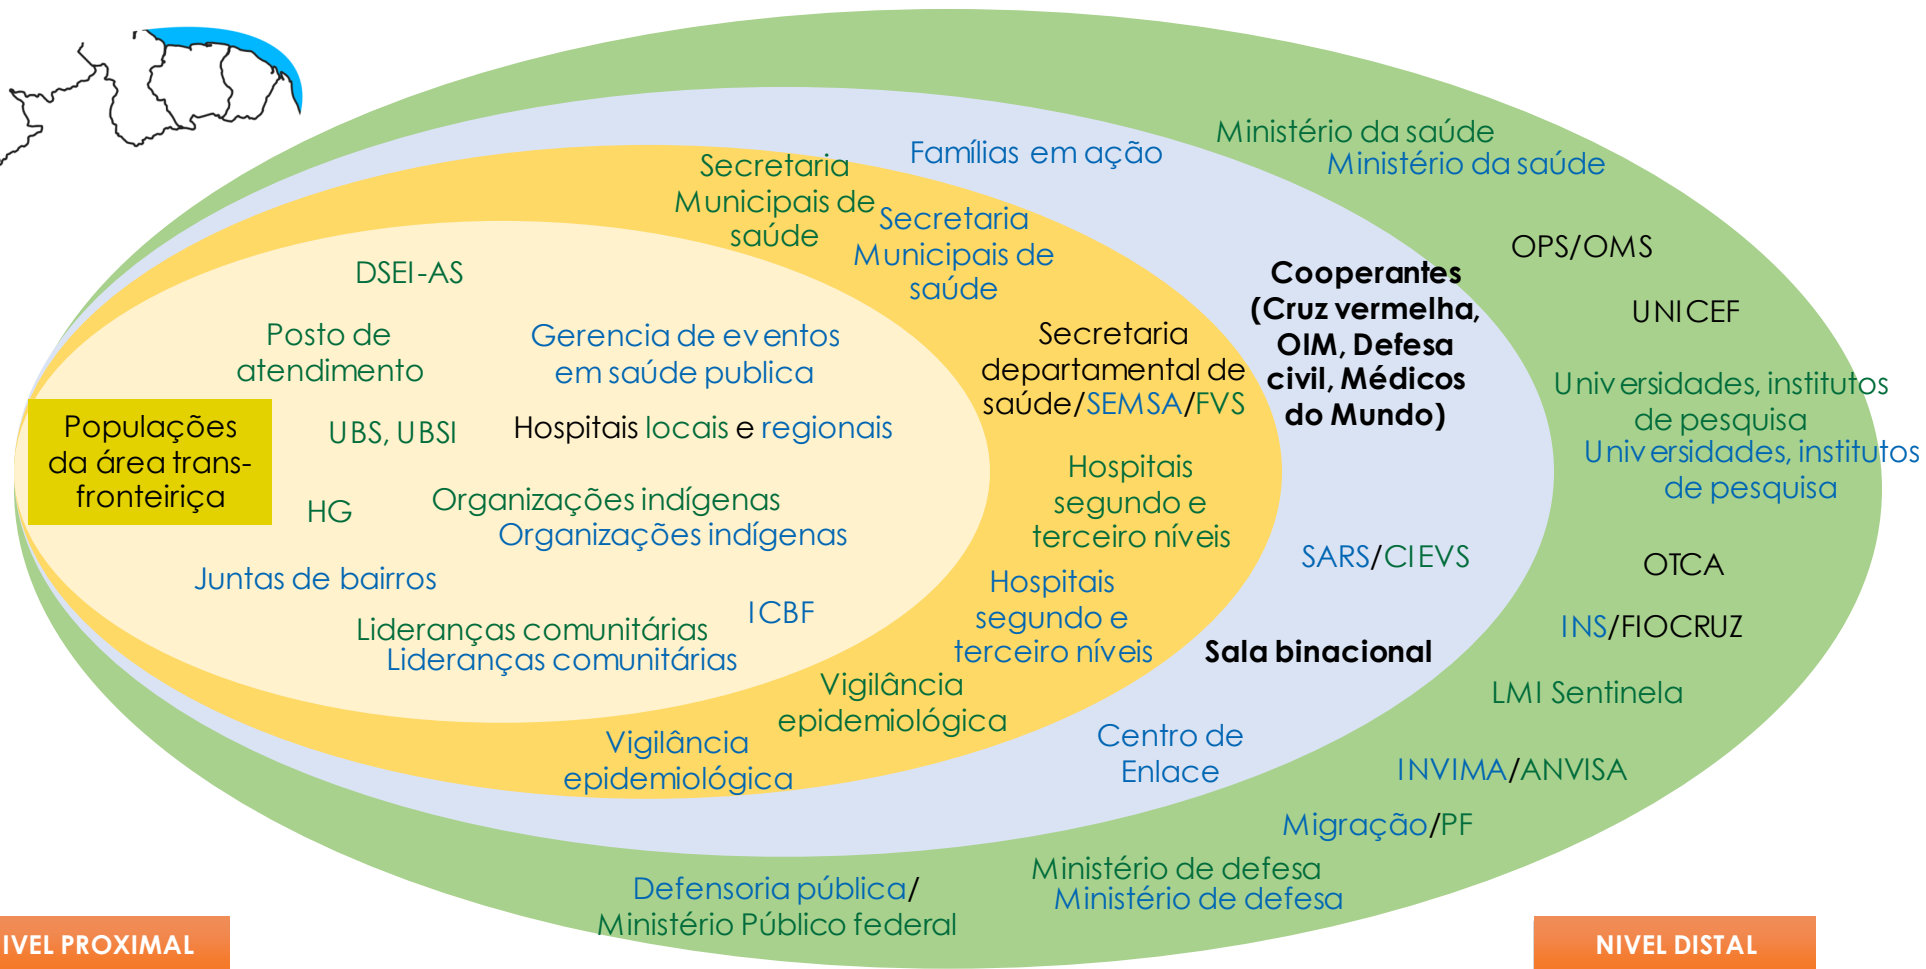 Ministério da saúde
Ministério da saúde
Famílias em ação
Secretaria
Municipais de
saúde
Secretaria
Municipais de
saúde
OPS/OMS
DSEI-AS
Cooperantes
(Cruz vermelha,
OIM, Defesa
civil, Médicos
do Mundo)
UNICEF
Posto de
atendimento
Gerencia de eventos
em saúde publica
Secretaria
departamental de
saúde/SEMSA/FVS
Universidades, institutos
de pesquisa
Universidades, institutos
de pesquisa
Populações
da área trans-
fronteiriça
UBS, UBSI
Hospitais locais e regionais
Hospitais
segundo e
terceiro níveis
HG
Organizações indígenas
Organizações indígenas
SARS/CIEVS
OTCA
Juntas de bairros
Hospitais
segundo e
terceiro níveis
ICBF
Lideranças comunitárias
Lideranças comunitárias
INS/FIOCRUZ
Sala binacional
Vigilância
epidemiológica
LMI Sentinela
Vigilância
epidemiológica
Centro de
Enlace
INVIMA/ANVISA
Migração/PF
Ministério de defesa
Ministério de defesa
Defensoria pública/
Ministério Público federal
IVEL PROXIMAL
NIVEL DISTAL